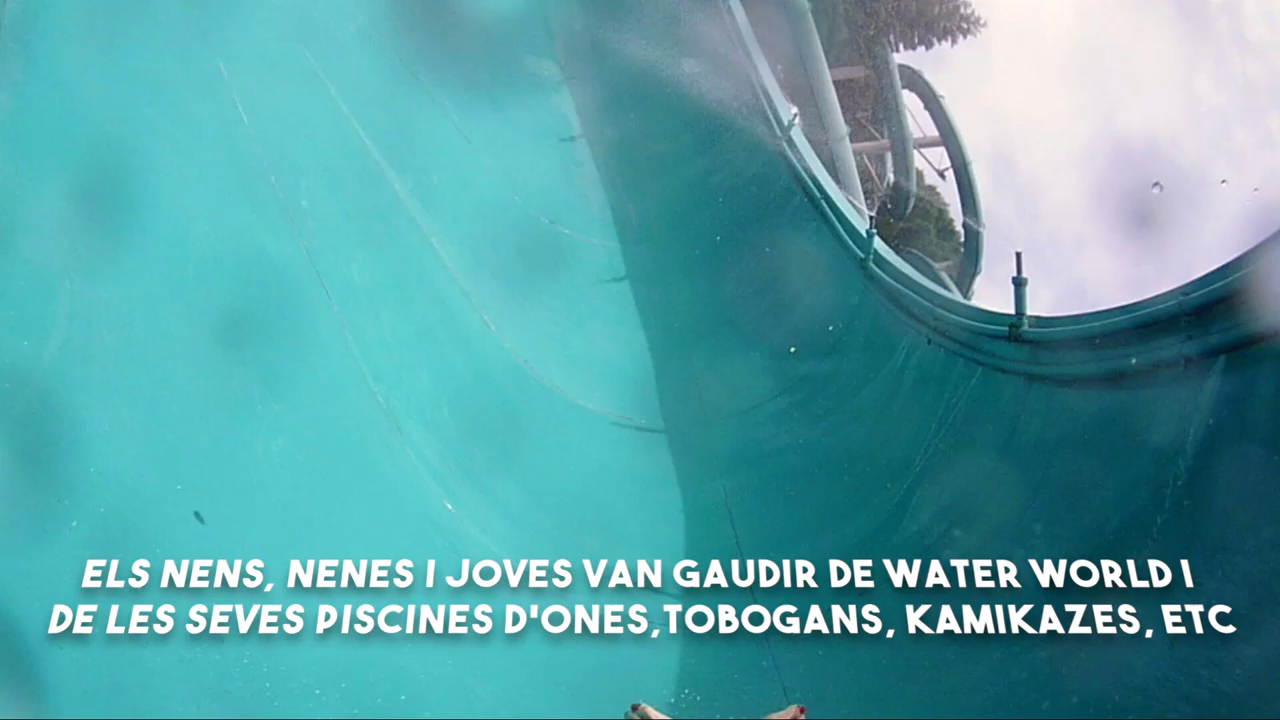 ELS NENS, NENES I JOVES VAN GAUDIR DE WATER WORLD I
DE LES SEVES PISCINES D'ONES,TOBOGANS, KAMIKAZES, ETC